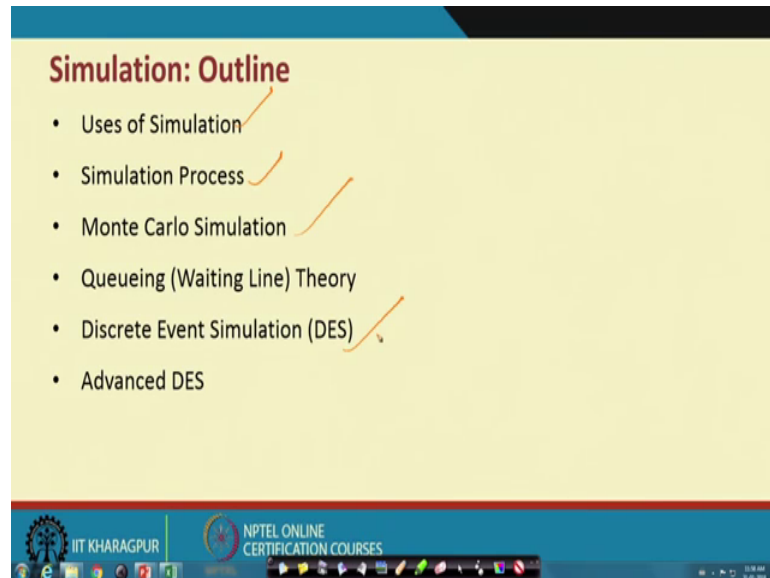 Simulation: Outline
• Uses of Simulation
• Simulation Process
• Monte Carlo Simulation
• Queueing (Waiting Line) Theory
• Discrete Event Simulation (DES)
• Advanced DES
IIT KHARAGPUR
NPTEL ONLINE
CERTIFICATION COURSES